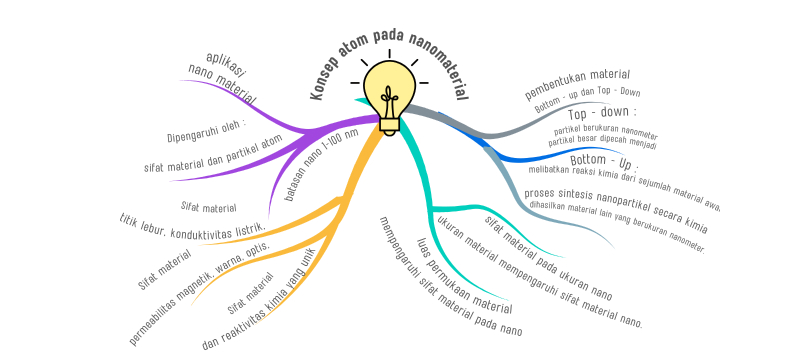 Konsep atom pada nanomaterial
aplikasi
nano material
Dipengaruhi oleh :
sifat material dan partikel atom
batasan nano 1-100 nm
Sifat material
titik lebur, konduktivitas listrik,
Sifat material
permeabilitas magnetik, warna, optis,
Sifat material
dan reaktivitas kimia yang unik
pembentukan material
Bottom - up dan Top - Down
Top - down :
partikel berukuran nanometer
partikel besar dipecah menjadi
Bottom - Up :
melibatkan reaksi kimia dari sejumlah material awa
proses sintesis nanopartikel secara kimia
dihasilkan material lain yang berukuran nanometer.
sifat material pada ukuran nano
ukuran material mempengaruhi sifat material nano.
luas permukaan material
mempengaruhi sifat material pada nano